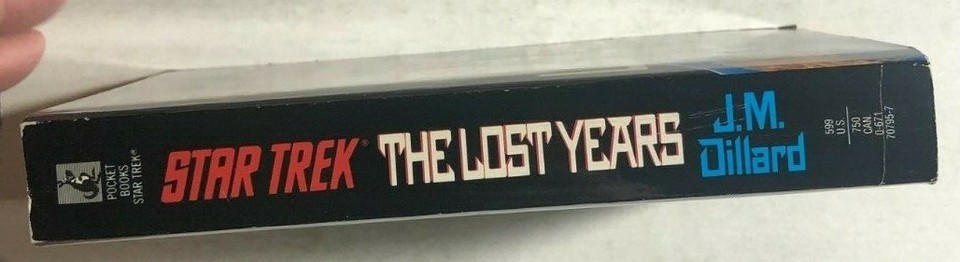 POCKET
BOOKS
STAR TREK®
STAR TREK®
THE LOST YEARS
J.M.
Dillard
599
U.S.
750
CAN
0-671-
70795-7